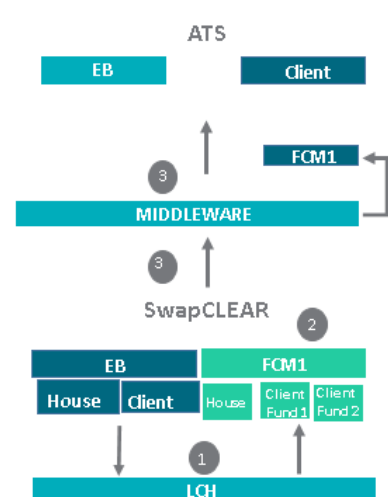 ATS
EB
Client
FCM1
3
MIDDLEWARE
3
SwapCLEAR
2
EB
FCM1
House
Client
House
Client
Fund 1
Client
Fund 2
1
LCH